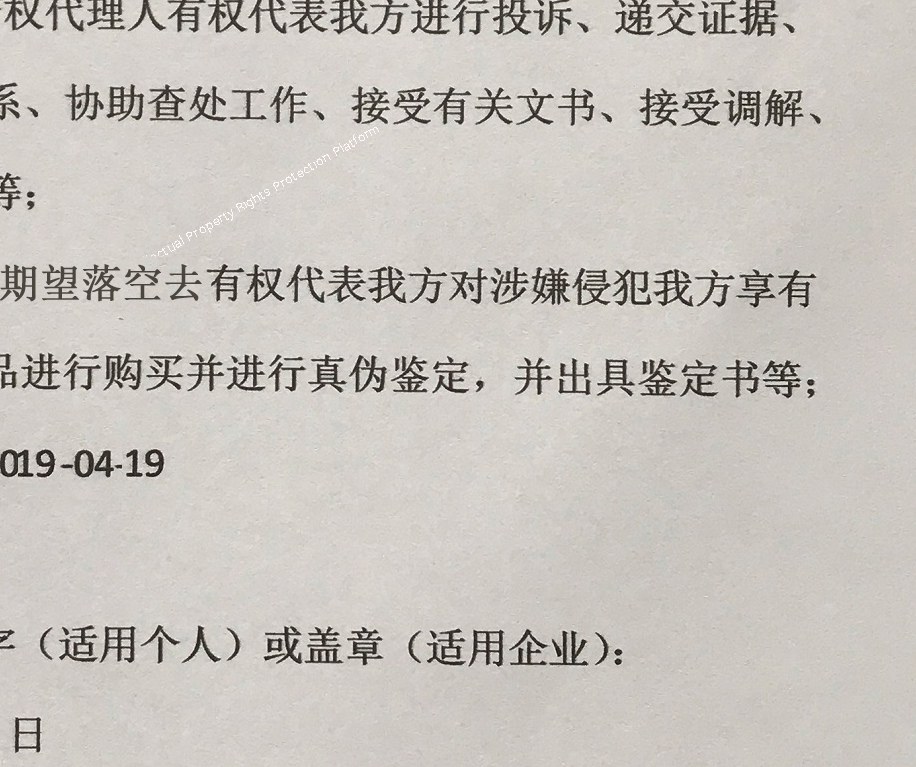 权代理人有权代表我方进行投诉、递交证据、
系、协助查处工作、接受有关文书、接受调解、
Property Rights Protection Platform
等；
期望落空去有权代表我方对涉嫌侵犯我方享有
品进行购买并进行真伪鉴定，并出具鉴定书等；
019-04-19
字（适用个人）或盖章（适用企业）：
日